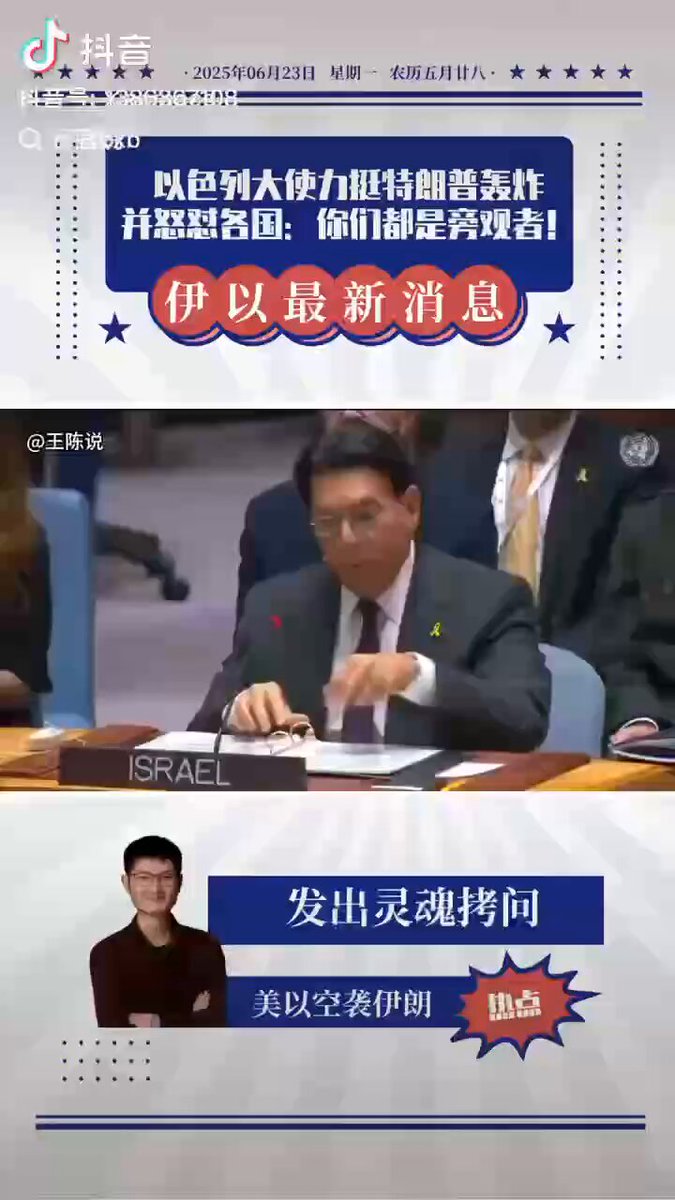 抖音
·2025年06月23日 星期一 农历五月廿八·
抖音号:
以色列大使力挺特朗普轰炸
并怒怼各国：你们都是旁观者！
伊以最新消息
@王陈说
ISRAEL
发出灵魂拷问
美以空袭伊朗
热点